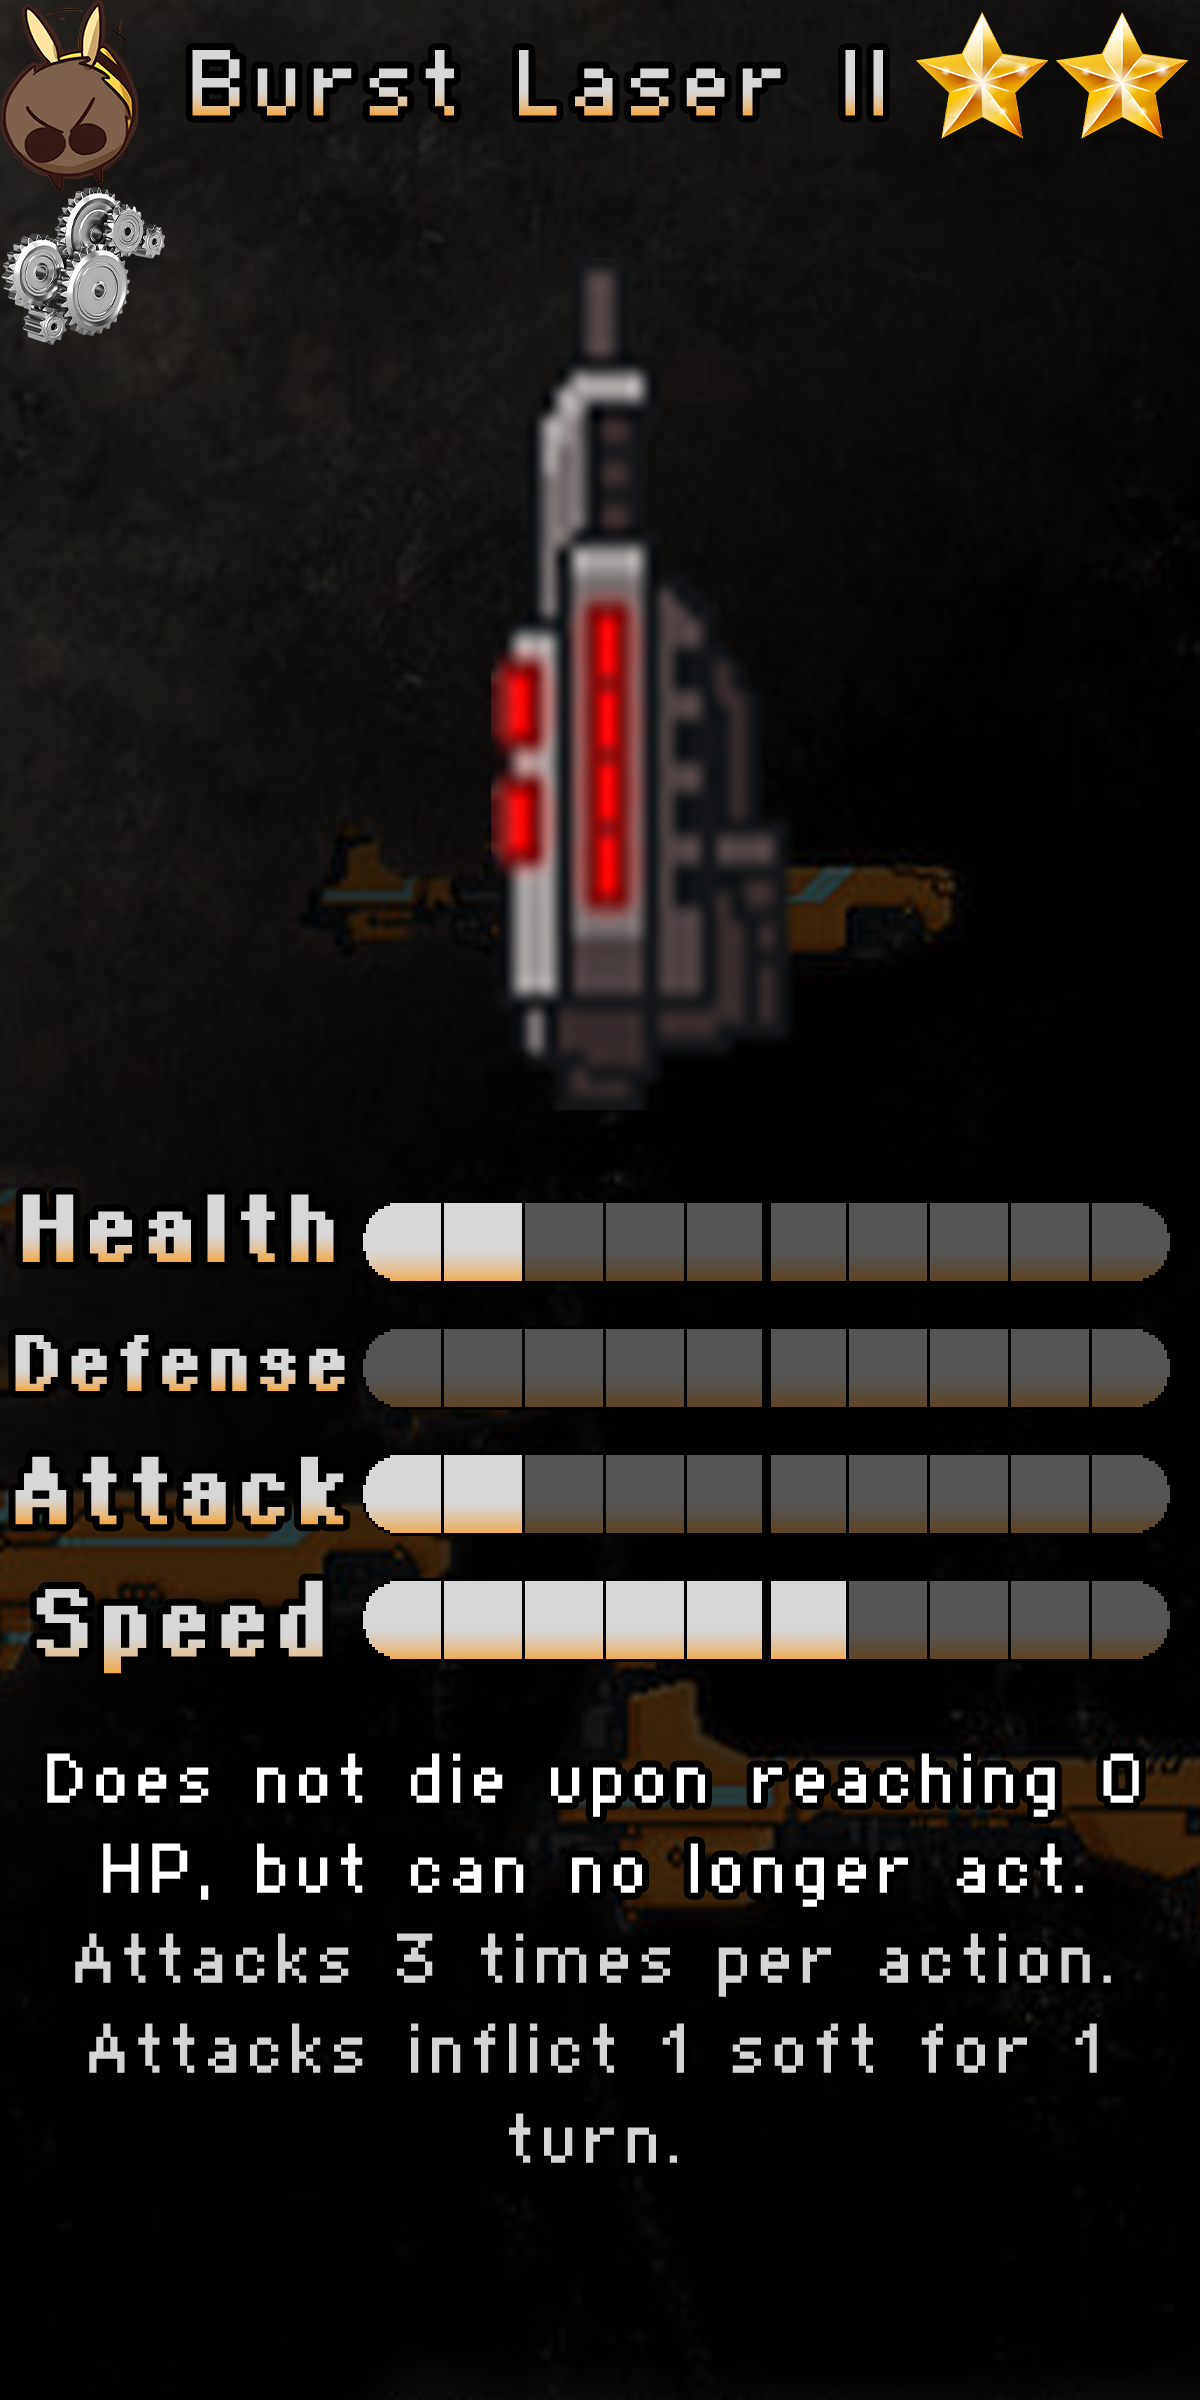 Burst Laser II
Health
Defense
Attack
Speed
Does not die upon reaching 0
HP, but can no longer act.
Attacks 3 times per action.
Attacks inflict 1 soft for 1
turn.